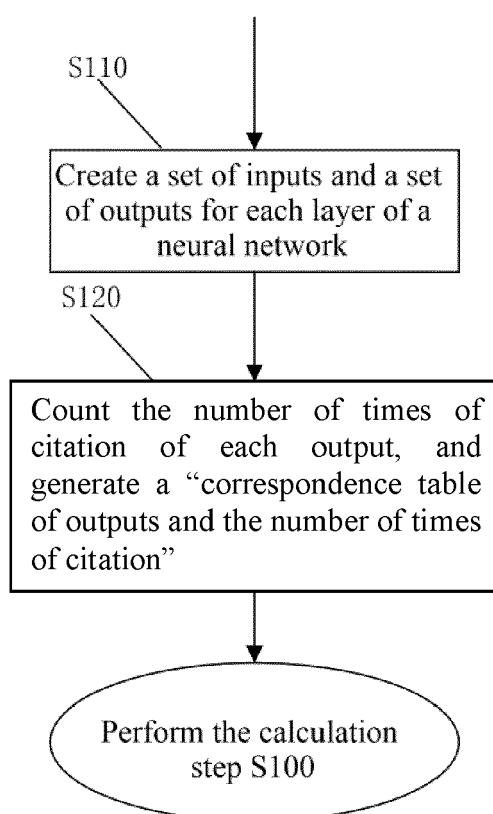 S110
Create a set of inputs and a set
of outputs for each layer of a
neural network
S120
Count the number of times of
citation of each output, and
generate a “correspondence table
of outputs and the number of times
of citation”
Perform the calculation
step S100